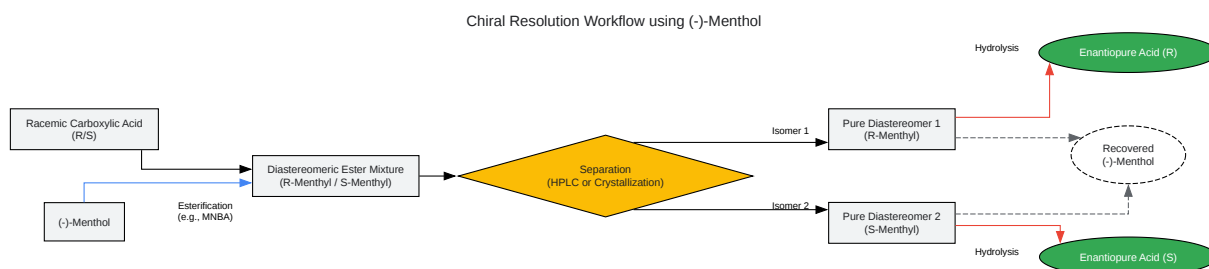 Chiral Resolution Workflow using (-)-Menthol
Hydrolysis
Enantiopure Acid (R)
Racemic Carboxylic Acid
(R/S)
Isomer 1
Pure Diastereomer 1
(R-Menthyl)
Recovered
(-)-Menthol
Diastereomeric Ester Mixture
(R-Menthyl / S-Menthyl)
Separation
(HPLC or Crystallization)
(-)-Menthol
Esterification
(e.g., MNBA)
Isomer 2
Pure Diastereomer 2
(S-Menthyl)
Hydrolysis
Enantiopure Acid (S)